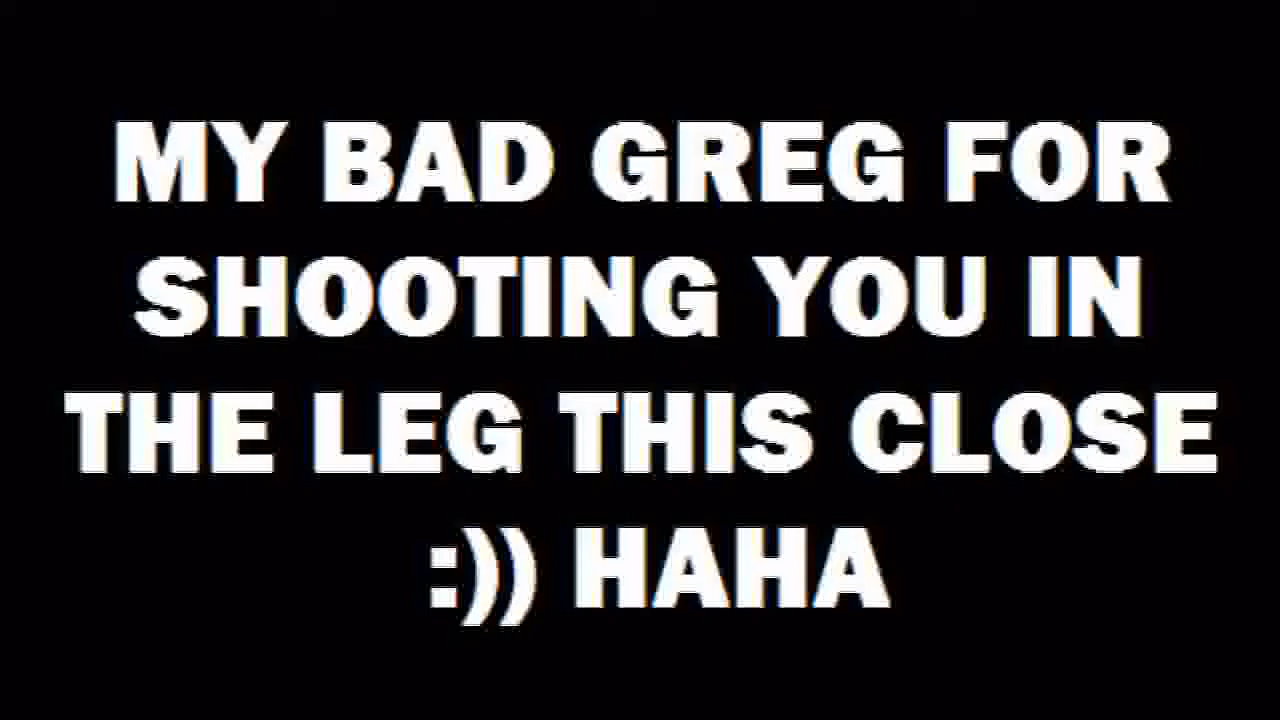 MY BAD GREG FOR
SHOOTING YOU IN
THE LEG THIS CLOSE
:)) HAHA